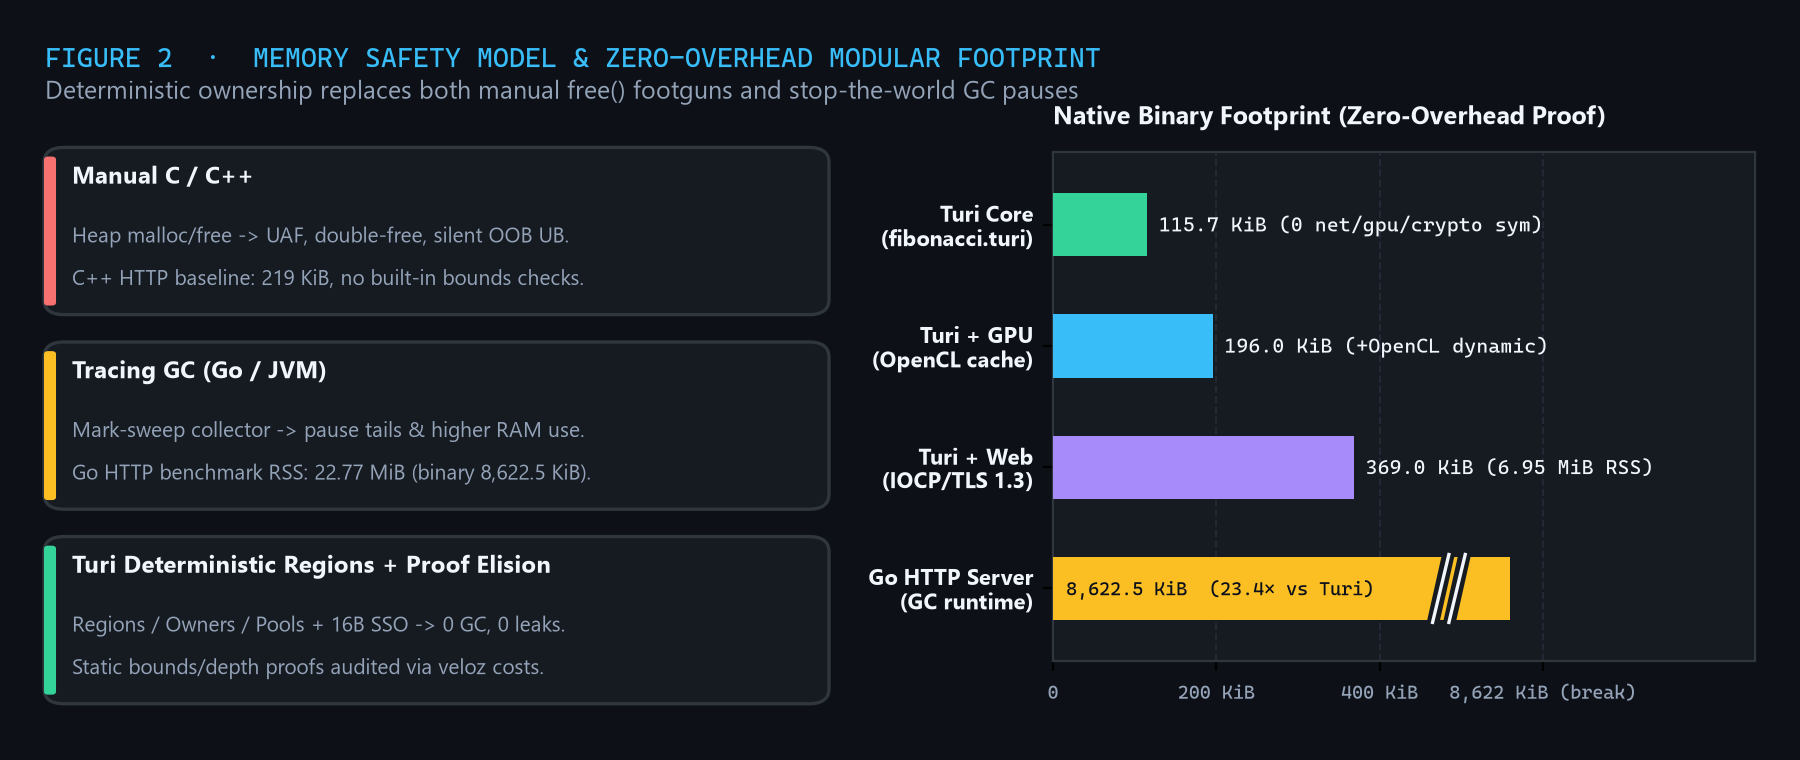 FIGURE 2 · MEMORY SAFETY MODEL & ZERO-OVERHEAD MODULAR FOOTPRINT
Deterministic ownership replaces both manual free() footguns and stop-the-world GC pauses
Manual C / C++
Heap malloc/free -> UAF, double-free, silent OOB UB.
C++ HTTP baseline: 219 KiB, no built-in bounds checks.
Tracing GC (Go / JVM)
Mark-sweep collector -> pause tails & higher RAM use.
Go HTTP benchmark RSS: 22.77 MiB (binary 8,622.5 KiB).
Turi Deterministic Regions + Proof Elision
Regions / Owners / Pools + 16B SSO -> 0 GC, 0 leaks.
Static bounds/depth proofs audited via veloz costs.
Native Binary Footprint (Zero-Overhead Proof)
Turi Core
(fibonacci.turi)
115.7 KiB (0 net/gpu/crypto sym)
Turi + GPU
(OpenCL cache)
196.0 KiB (+OpenCL dynamic)
Turi + Web
(IOCP/TLS 1.3)
369.0 KiB (6.95 MiB RSS)
Go HTTP Server
(GC runtime)
8,622.5 KiB (23.4× vs Turi)
0 200 KiB 400 KiB 8,622 KiB (break)